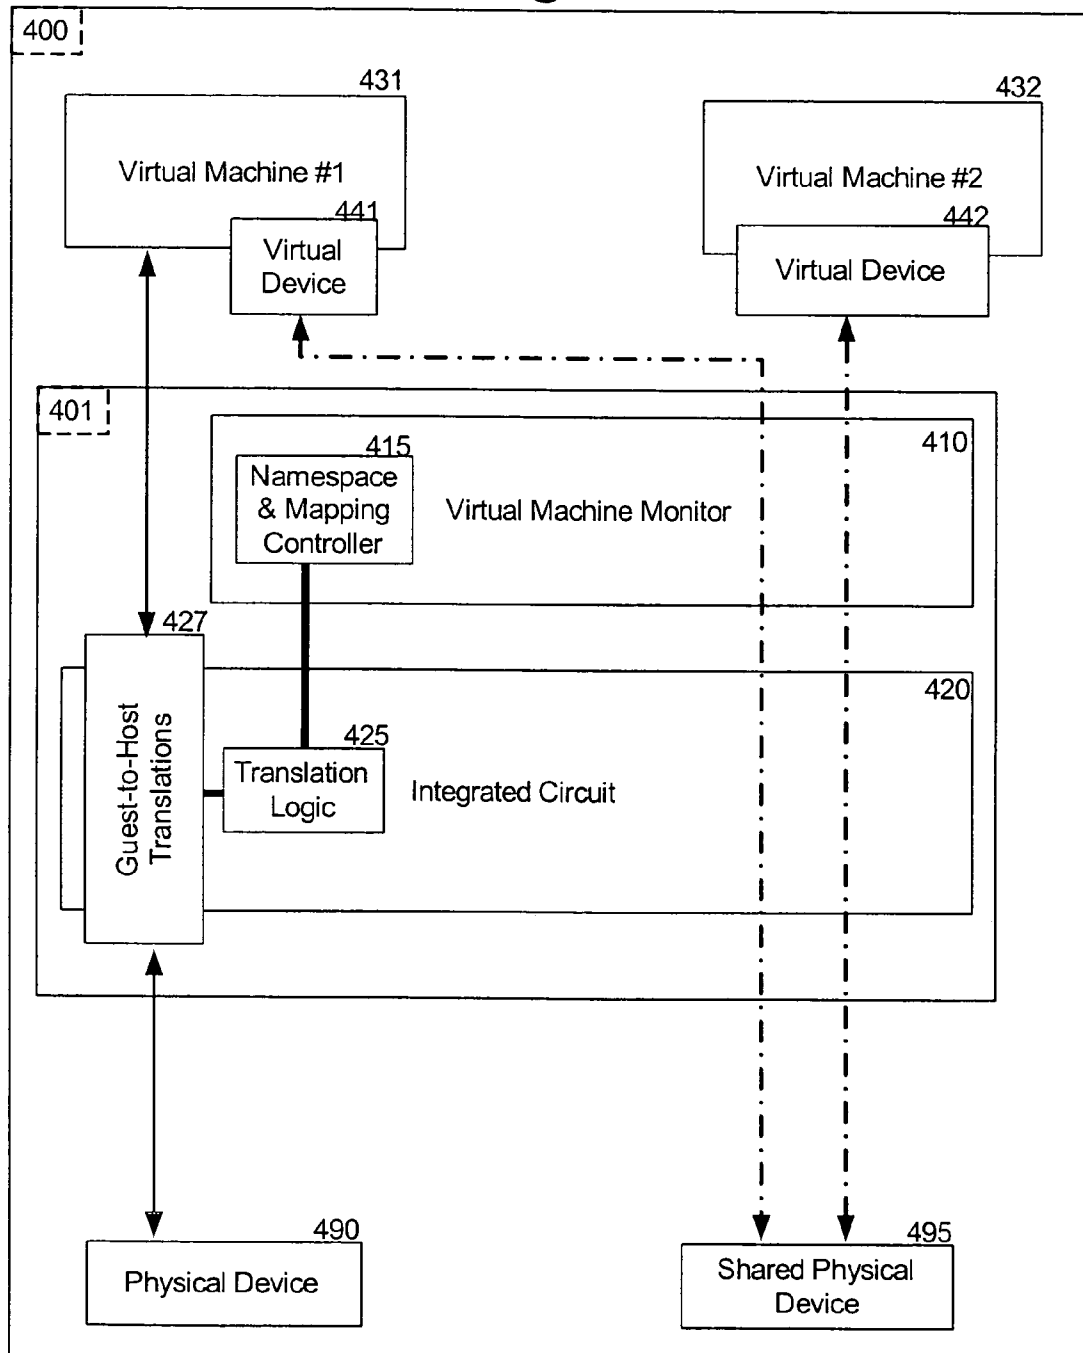 400
431
432
Virtual Machine #1
Virtual Machine #2
441
442
Virtual
Device
Virtual Device
401
410
415
Namespace
& Mapping
Controller
Virtual Machine Monitor
427
420
Guest-to-Host
Translations
425
Translation
Logic
Integrated Circuit
490
Physical Device
495
Shared Physical
Device